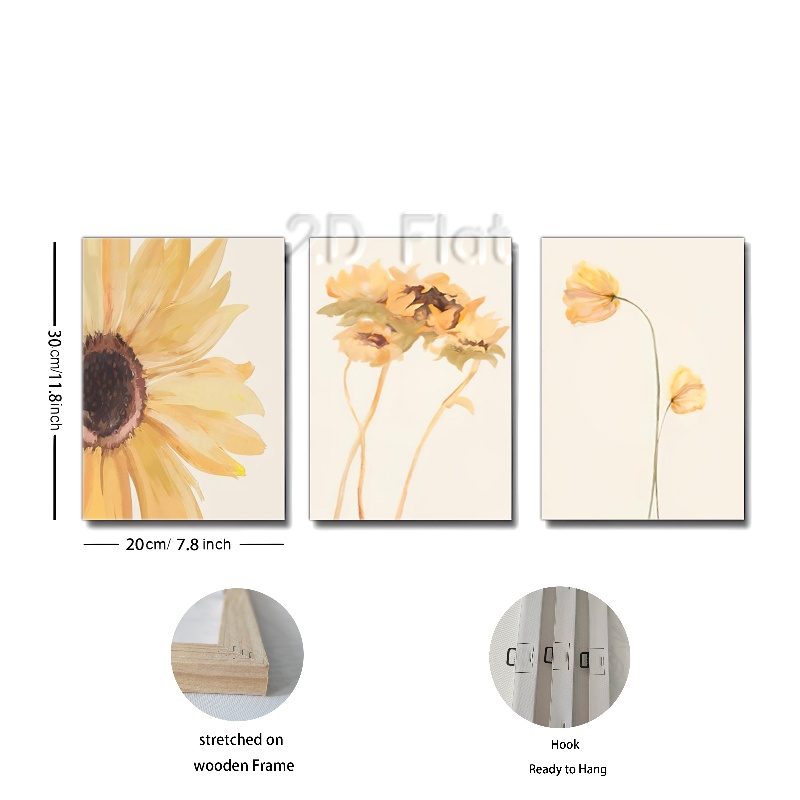 2D Flat
30cm/11.8inch
20cm/ 7.8 inch
stretched on
wooden Frame
Hook
Ready to Hang